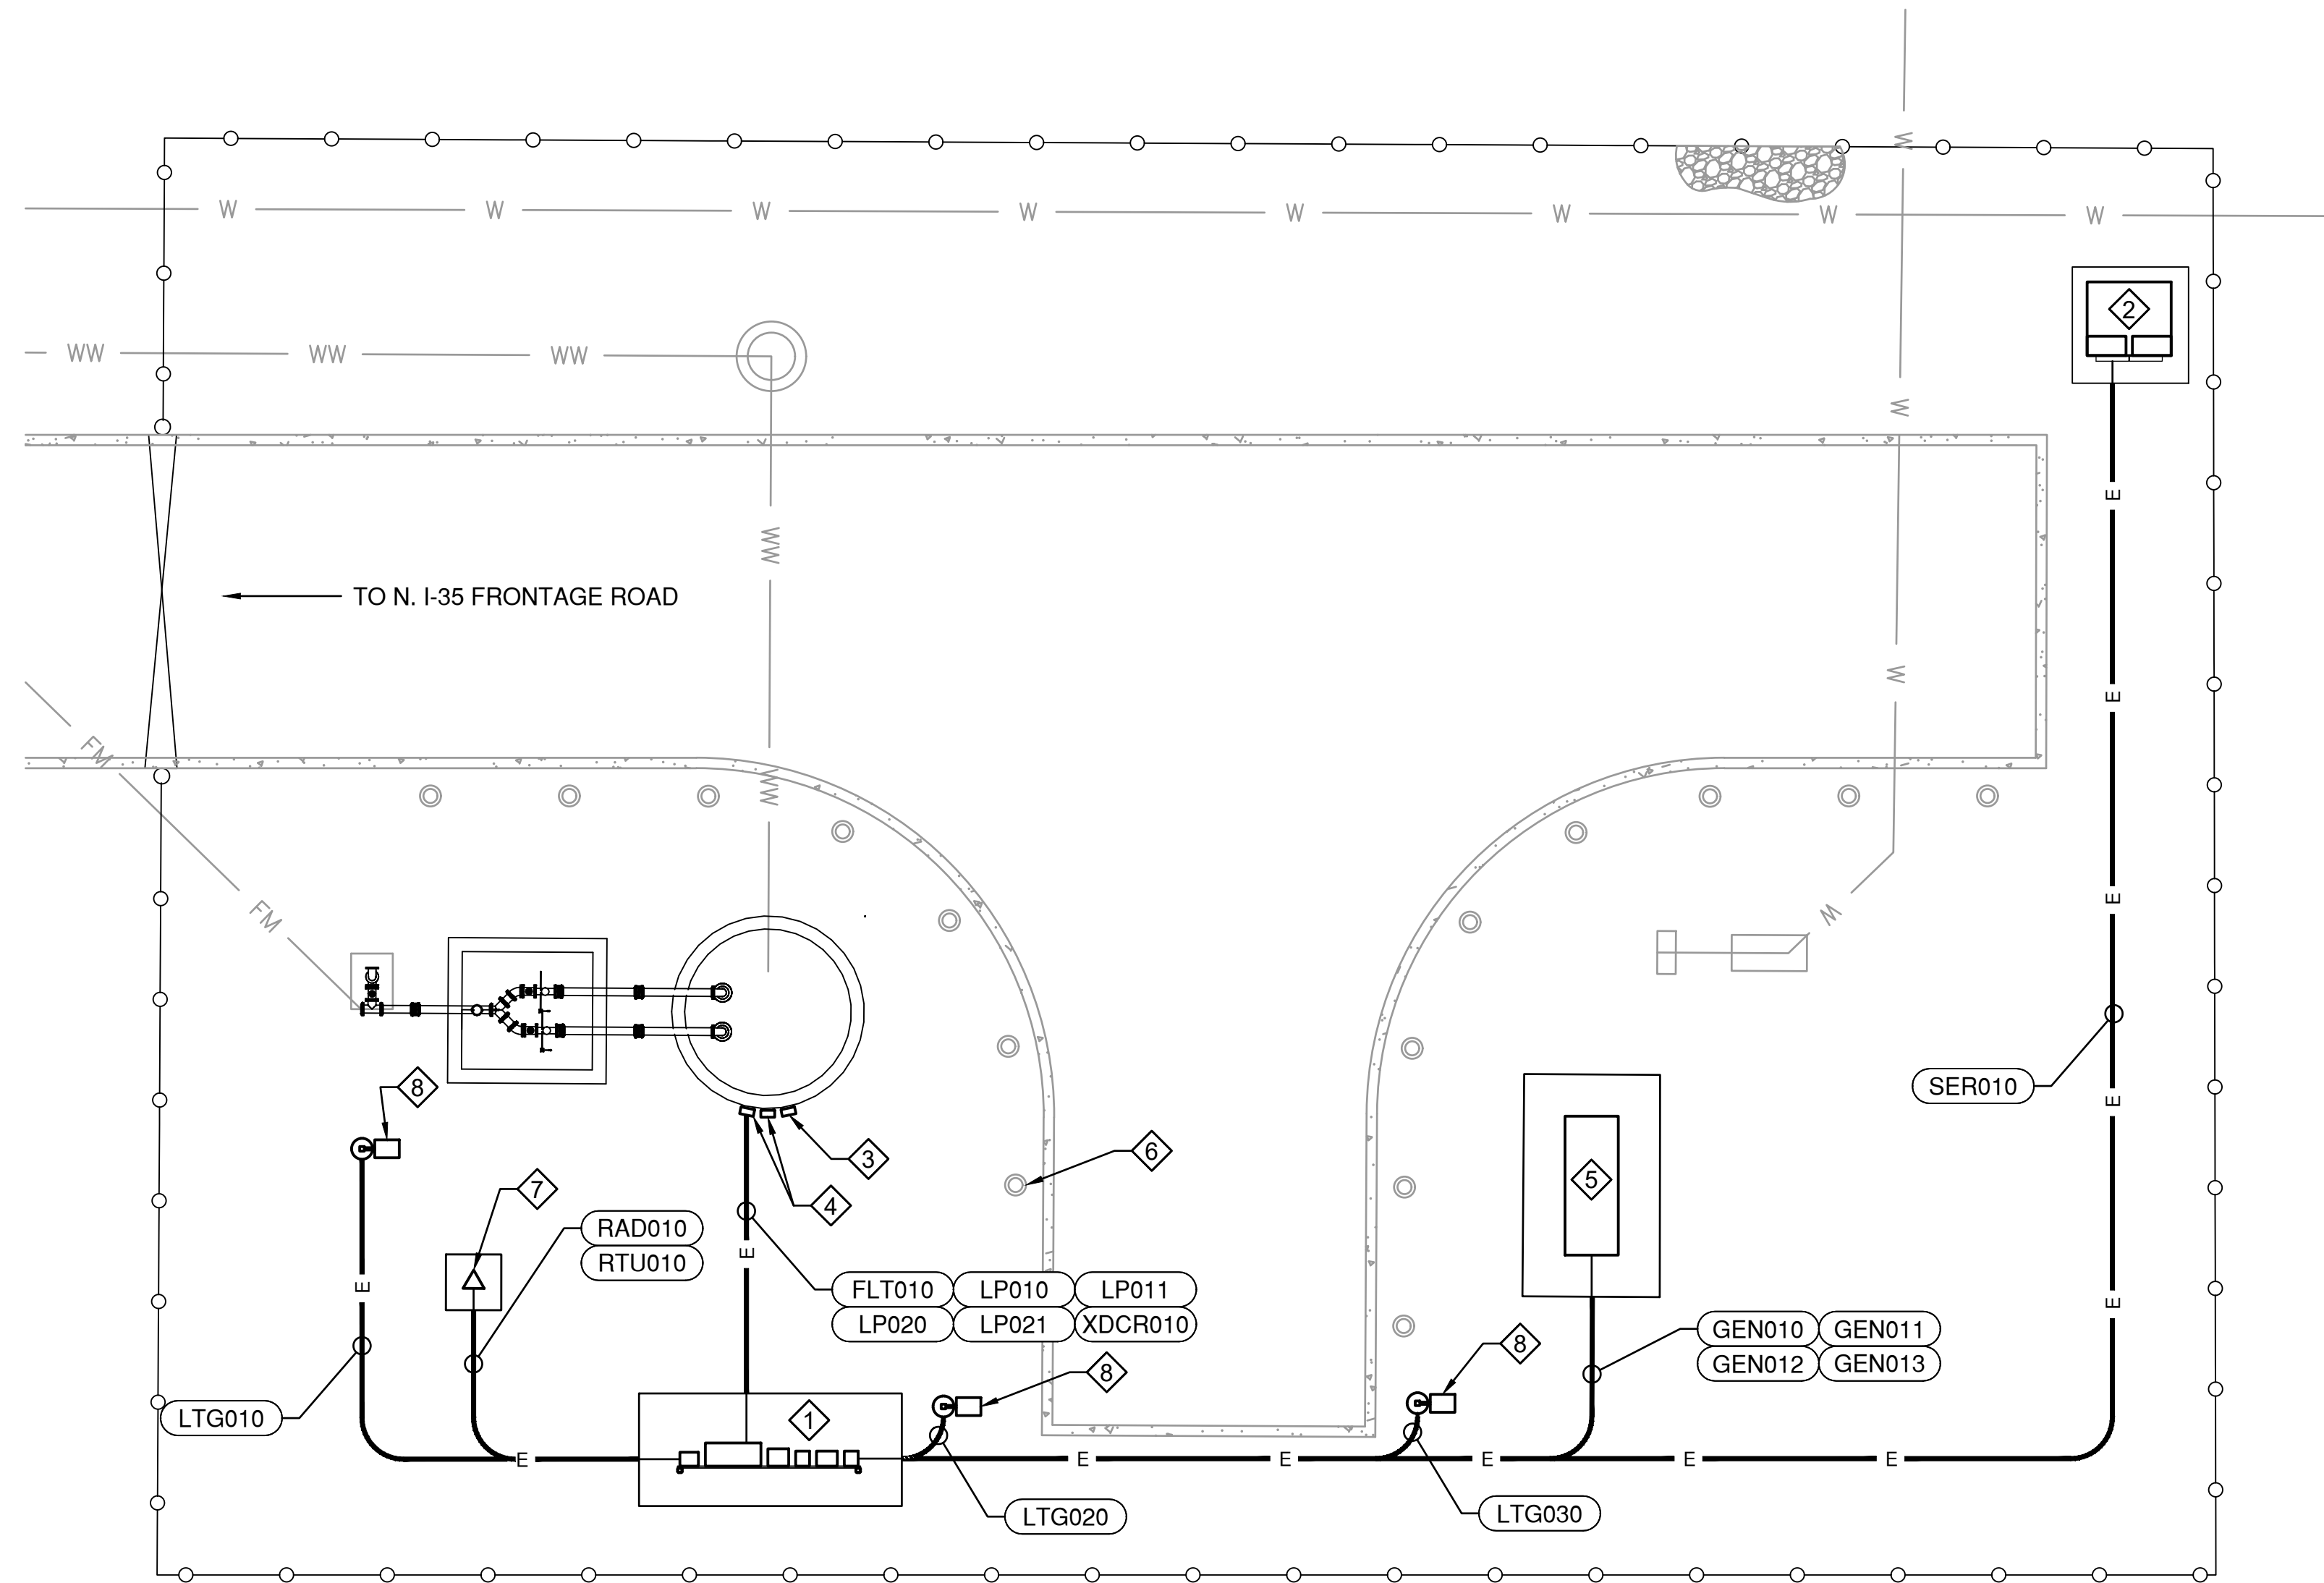 W
W W W W W W W W
2
WW WW WW
W
E
WW
TO N. I-35 FRONTAGE ROAD
W
E
FM
WW
E
FM
W
8
SER010
E
3
6
7
4
5
RAD010
RTU010
E
E
FLT010 LP010 LP011
LP020 LP021 XDCR010
E
GEN010 GEN011
GEN012 GEN013
8
8
LTG010
1
E E E E E E
LTG020
LTG030